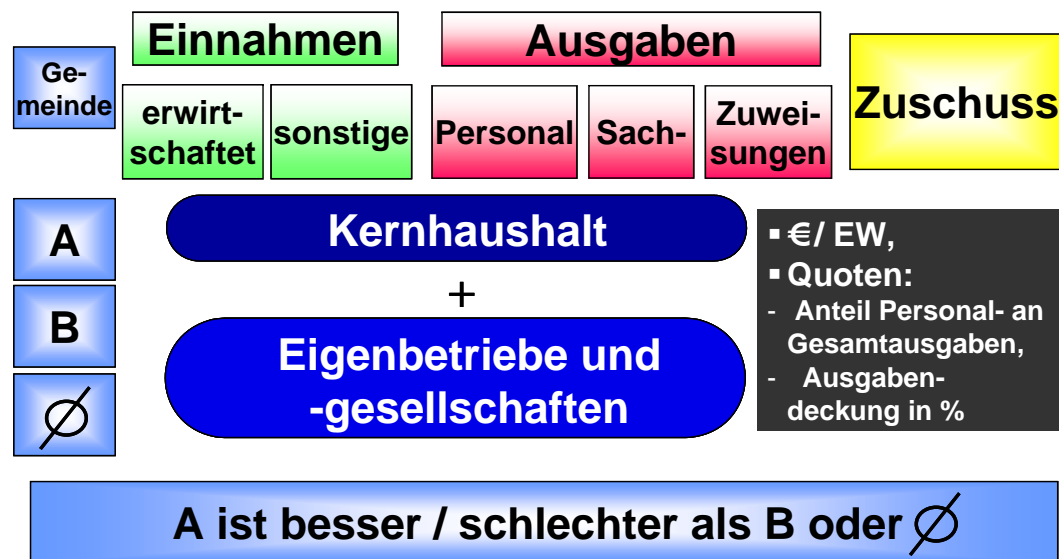 Einnahmen
Ausgaben
Ge-
meinde
erwirt-
schaftet
sonstige
Personal
Sach-
Zuwei-
sungen
Zuschuss
A
B
∅
Kernhaushalt
+
Eigenbetriebe und
-gesellschaften
▪ €/ EW,
▪ Quoten:
- Anteil Personal- an
Gesamtausgaben,
- Ausgaben-
deckung in %
A ist besser / schlechter als B oder ∅